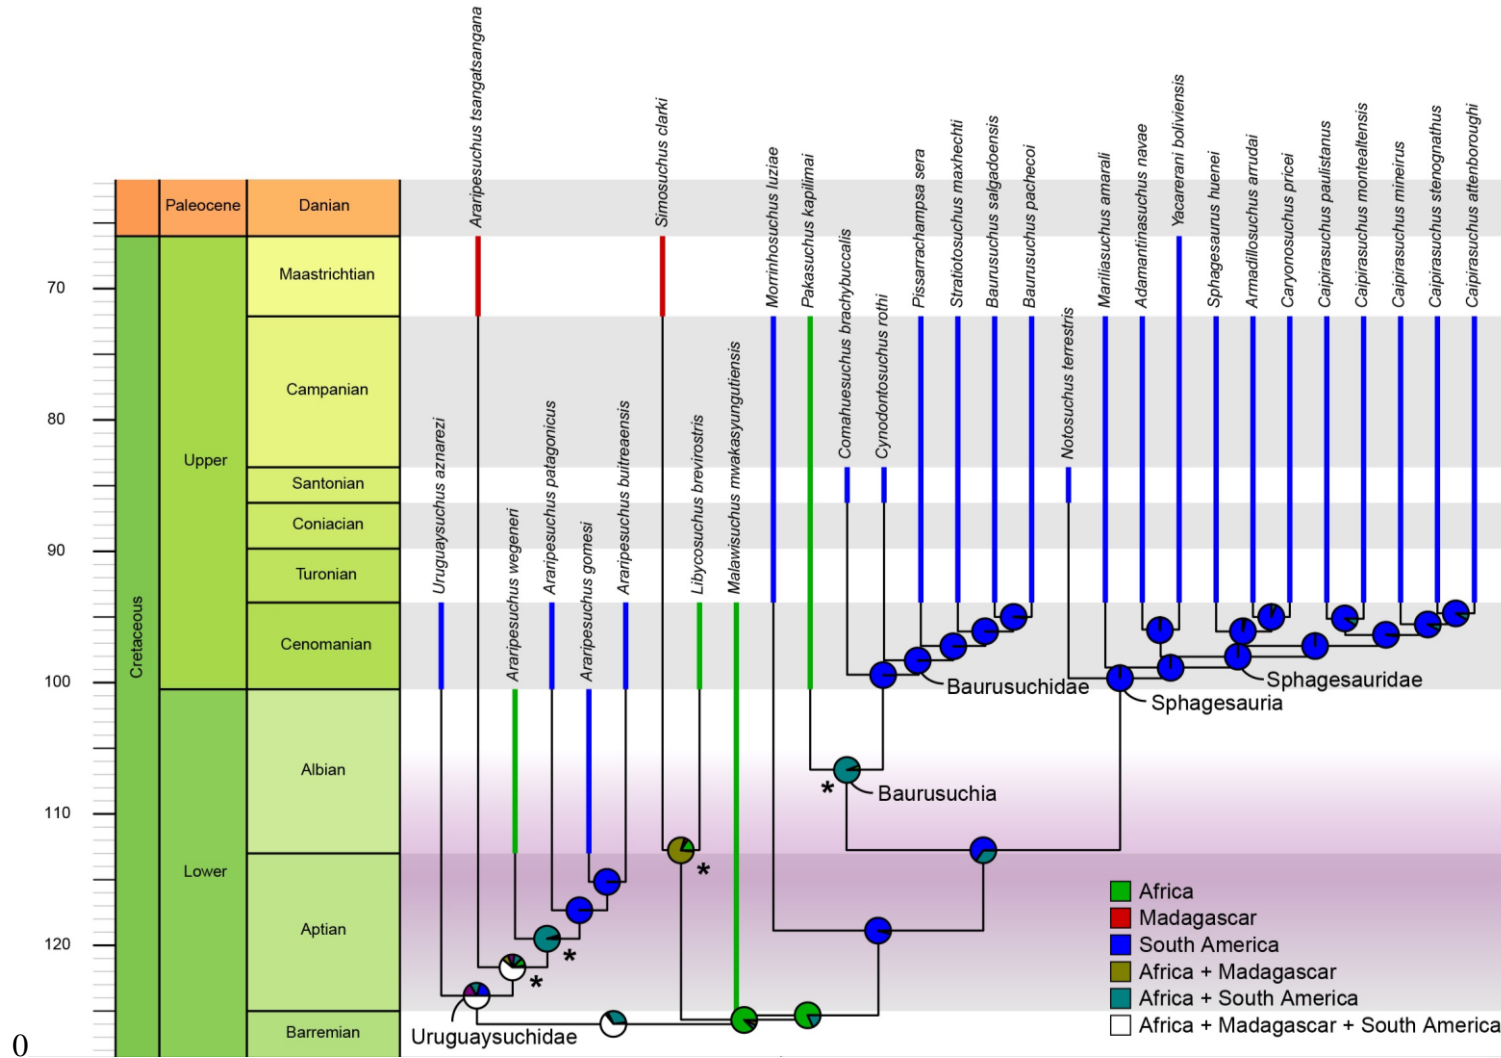 Araripesuchus tsangatsangana
Simosuchus clarki
Uruguaysuchus aznarezi
Araripesuchus wegeneri
Araripesuchus patagonicus
Araripesuchus gomesi
Araripesuchus buitreaensis
Libycosuchus brevirostris
Malawisuchus mwakasyungutiensis
Morrinhosuchus luziae
Pakasuchus kapilimai
Comahuesuchus brachybuccalis
Cynodontosuchus rothi
Pissarrachampsa sera
Stratiotosuchus maxhechti
Baurusuchus salgadoensis
Baurusuchus pachecoi
Notosuchus terrestris
Mariliasuchus amarali
Adamantinasuchus navae
Yacarerani boliviensis
Sphagesaurus huenei
Armadillosuchus arrudai
Caryonosuchus pricei
Caipirasuchus paulistanus
Caipirasuchus montealtensis
Caipirasuchus mineirus
Caipirasuchus stenognathus
Caipirasuchus attenboroughi
Paleocene
Danian
Cretaceous
Upper
Lower
Maastrichtian
Campanian
Santonian
Coniacian
Turonian
Cenomanian
Albian
Aptian
Barremian
70
80
90
100
110
120
0
Baurusuchidae
Sphagesauridae
Sphagesauria
*
Baurusuchia
*
*
*
Uruguaysuchidae
Africa
Madagascar
South America
Africa + Madagascar
Africa + South America
Africa + Madagascar + South America